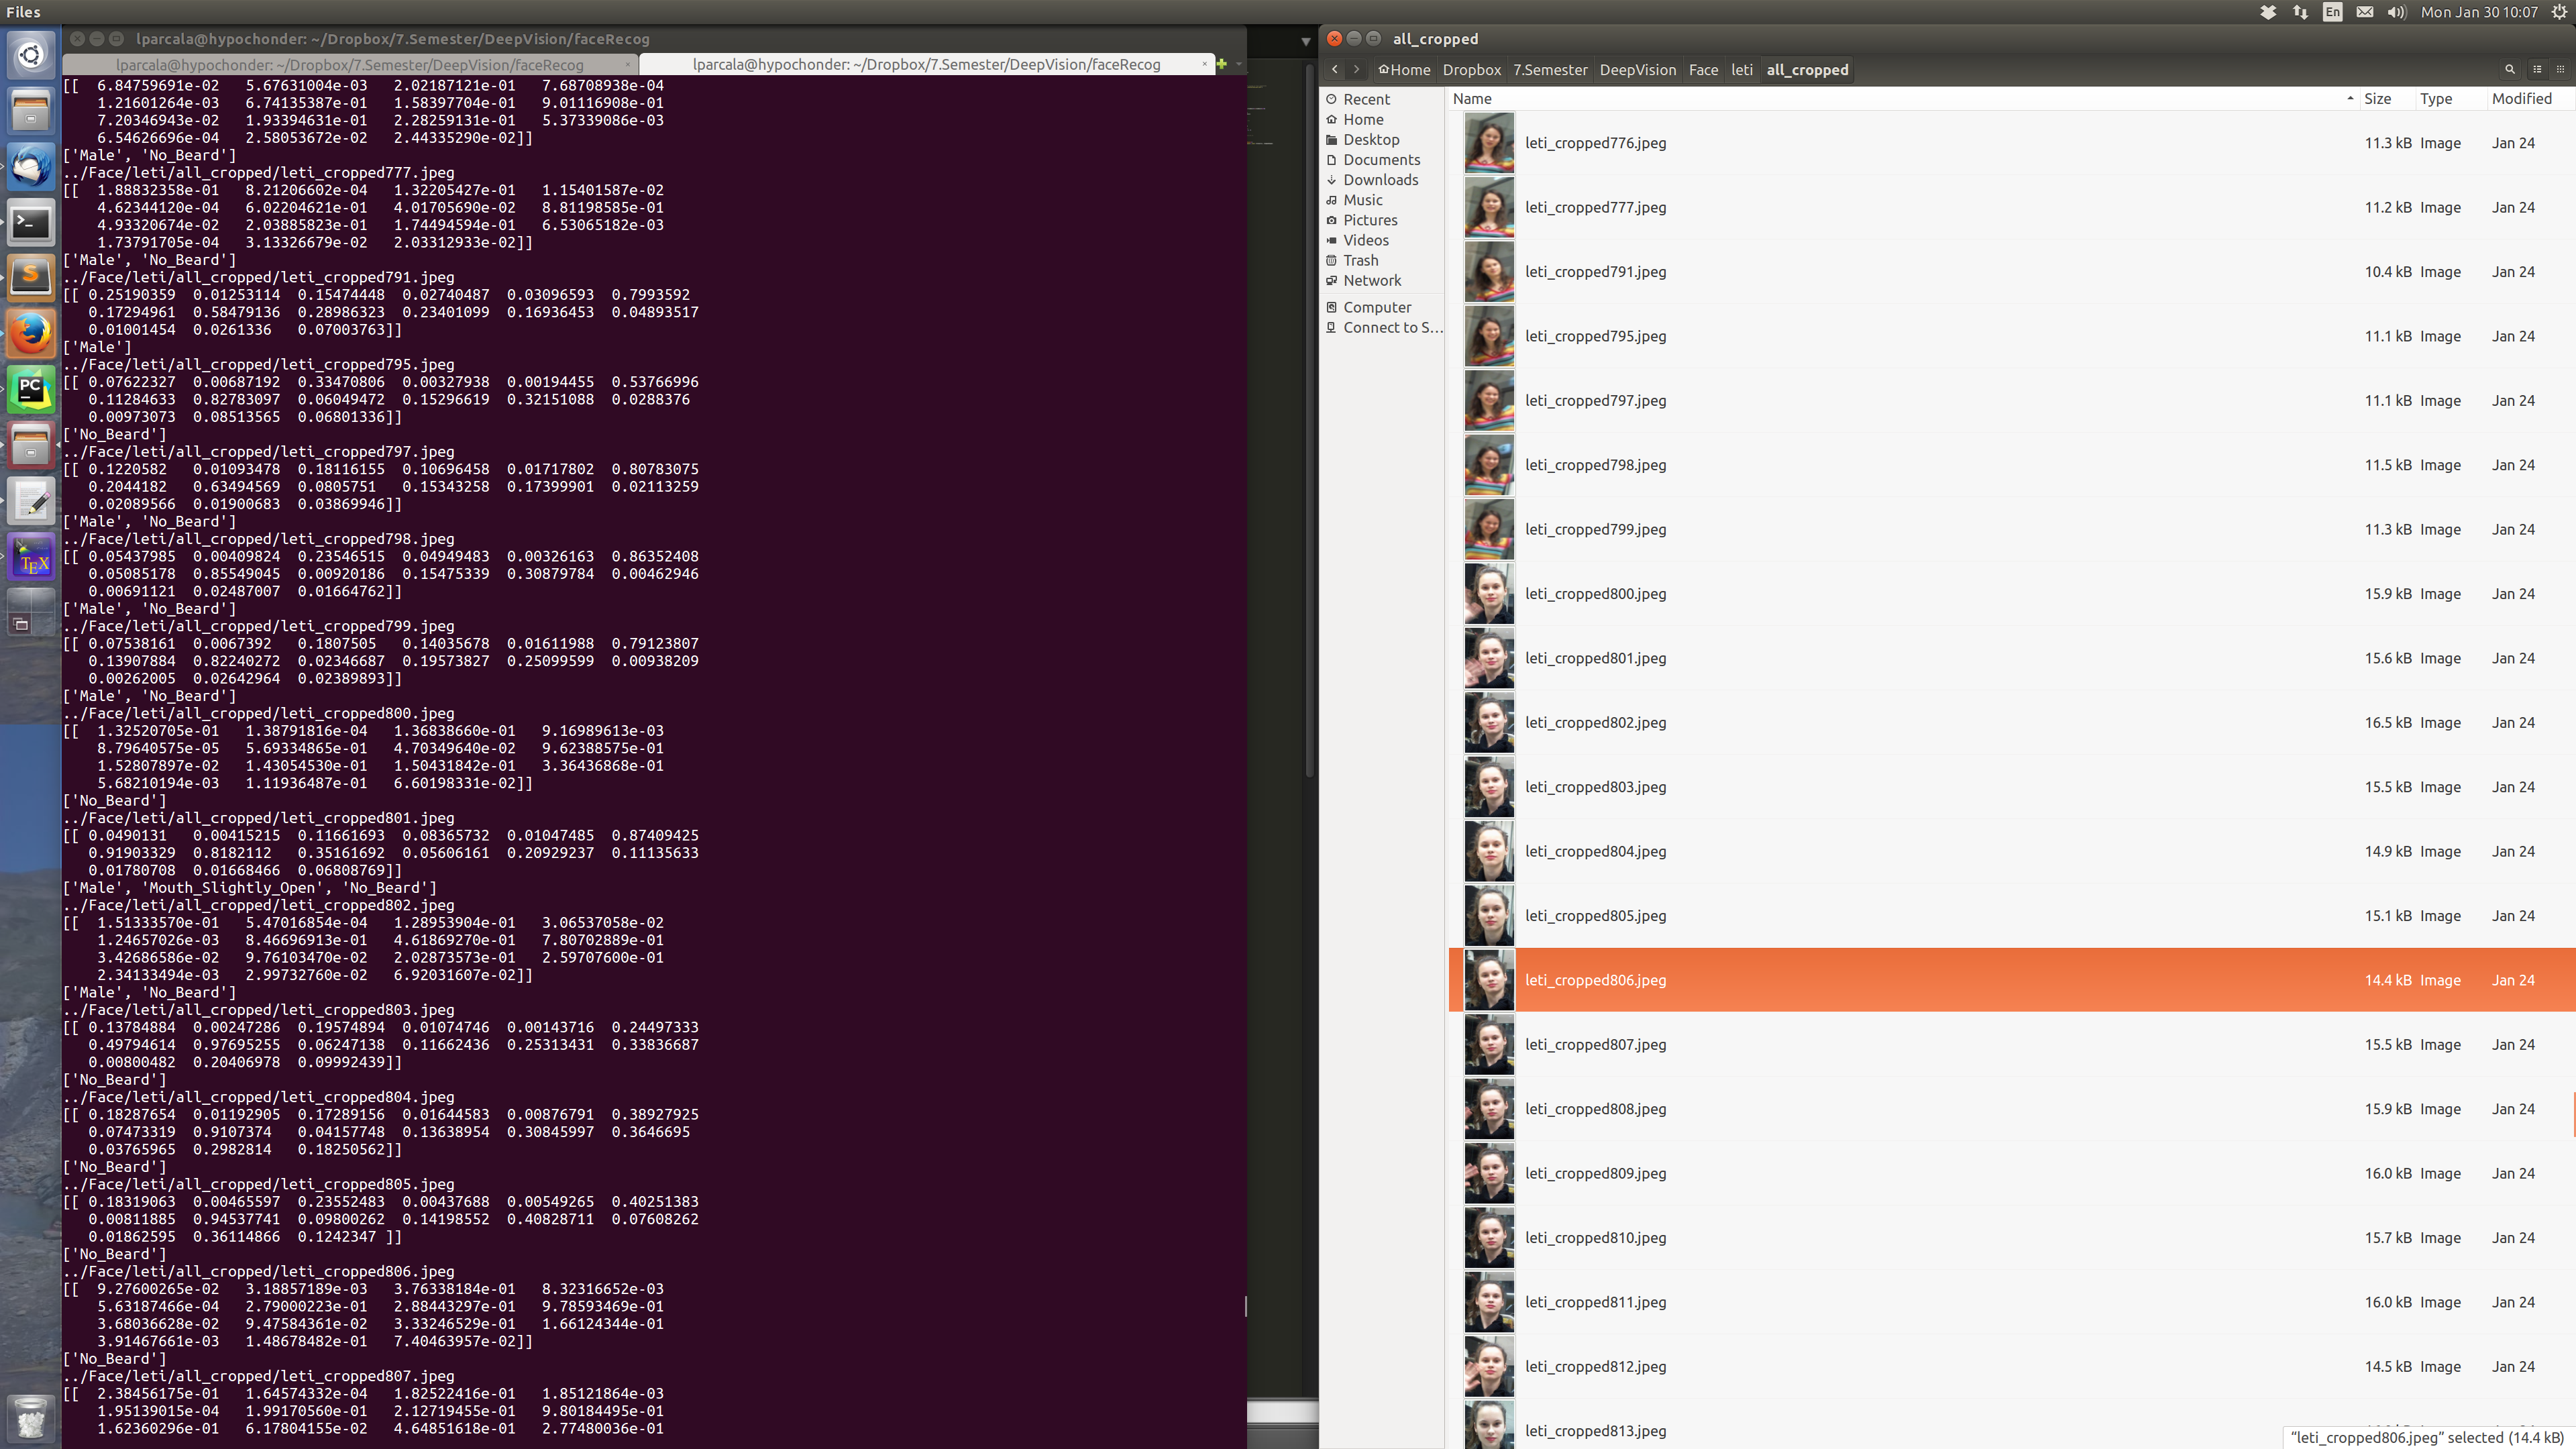 Files
En
Mon Jan 30 10:07
lparcala@hypochonder: ~/Dropbox/7.Semester/DeepVision/faceRecog
lparcala@hypochonder: ~/Dropbox/7.Semester/DeepVision/faceRecog
lparcala@hypochonder: ~/Dropbox/7.Semester/DeepVision/faceRecog
[[ 6.84759691e-02 5.67631004e-03 2.02187121e-01 7.68708938e-04
1.21601264e-03 6.74135387e-01 1.58397704e-01 9.01116908e-01
7.20346943e-02 1.93394631e-01 2.28259131e-01 5.37339086e-03
6.54626696e-04 2.58053672e-02 2.44335290e-02]]
['Male', 'No_Beard']
../Face/leti/all_cropped/leti_cropped777.jpeg
[[ 1.88832358e-01 8.21206602e-04 1.32205427e-01 1.15401587e-02
4.62344120e-04 6.02204621e-01 4.01705690e-02 8.81198585e-01
4.93320674e-02 2.03885823e-01 1.74494594e-01 6.53065182e-03
1.73791705e-04 3.13326679e-02 2.03312933e-02]]
['Male', 'No_Beard']
../Face/leti/all_cropped/leti_cropped791.jpeg
[[ 0.25190359 0.01253114 0.15474448 0.02740487 0.03096593 0.7993592
0.17294961 0.58479136 0.28986323 0.23401099 0.16936453 0.04893517
0.01001454 0.0261336 0.07003763]]
['Male']
../Face/leti/all_cropped/leti_cropped795.jpeg
[[ 0.07622327 0.00687192 0.33470806 0.00327938 0.00194455 0.53766996
0.11284633 0.82783097 0.06049472 0.15296619 0.32151088 0.0288376
0.00973073 0.08513565 0.06801336]]
['No_Beard']
../Face/leti/all_cropped/leti_cropped797.jpeg
[[ 0.1220582 0.01093478 0.18116155 0.10696458 0.01717802 0.80783075
0.2044182 0.63494569 0.0805751 0.15343258 0.17399901 0.02113259
0.02089566 0.01900683 0.03869946]]
['Male', 'No_Beard']
../Face/leti/all_cropped/leti_cropped798.jpeg
[[ 0.05437985 0.00409824 0.23546515 0.04949483 0.00326163 0.86352408
0.05085178 0.85549045 0.00920186 0.15475339 0.30879784 0.00462946
0.00691121 0.02487007 0.01664762]]
['Male', 'No_Beard']
../Face/leti/all_cropped/leti_cropped799.jpeg
[[ 0.07538161 0.0067392 0.1807505 0.14035678 0.01611988 0.79123807
0.13907884 0.82240272 0.02346687 0.19573827 0.25099599 0.00938209
0.00262005 0.02642964 0.02389893]]
['Male', 'No_Beard']
../Face/leti/all_cropped/leti_cropped800.jpeg
[[ 1.32520705e-01 1.38791816e-04 1.36838660e-01 9.16989613e-03
8.79640575e-05 5.69334865e-01 4.70349640e-02 9.62388575e-01
1.52807897e-02 1.43054530e-01 1.50431842e-01 3.36436868e-01
5.68210194e-03 1.11936487e-01 6.60198331e-02]]
['No_Beard']
../Face/leti/all_cropped/leti_cropped801.jpeg
[[ 0.0490131 0.00415215 0.11661693 0.08365732 0.01047485 0.87409425
0.91903329 0.8182112 0.35161692 0.05606161 0.20929237 0.11135633
0.01780708 0.01668466 0.06808769]]
['Male', 'Mouth_Slightly_Open', 'No_Beard']
../Face/leti/all_cropped/leti_cropped802.jpeg
[[ 1.51333570e-01 5.47016854e-04 1.28953904e-01 3.06537058e-02
1.24657026e-03 8.46696913e-01 4.61869270e-01 7.80702889e-01
3.42686586e-02 9.76103470e-02 2.02873573e-01 2.59707600e-01
2.34133494e-03 2.99732760e-02 6.92031607e-02]]
['Male', 'No_Beard']
../Face/leti/all_cropped/leti_cropped803.jpeg
[[ 0.13784884 0.00247286 0.19574894 0.01074746 0.00143716 0.24497333
0.49794614 0.97695255 0.06247138 0.11662436 0.25313431 0.33836687
0.00800482 0.20406978 0.09992439]]
['No_Beard']
../Face/leti/all_cropped/leti_cropped804.jpeg
[[ 0.18287654 0.01192905 0.17289156 0.01644583 0.00876791 0.38927925
0.07473319 0.9107374 0.04157748 0.13638954 0.30845997 0.3646695
0.03765965 0.2982814 0.18250562]]
['No_Beard']
../Face/leti/all_cropped/leti_cropped805.jpeg
[[ 0.18319063 0.00465597 0.23552483 0.00437688 0.00549265 0.40251383
0.00811885 0.94537741 0.09800262 0.14198552 0.40828711 0.07608262
0.01862595 0.36114866 0.1242347 ]]
['No_Beard']
../Face/leti/all_cropped/leti_cropped806.jpeg
[[ 9.27600265e-02 3.18857189e-03 3.76338184e-01 8.32316652e-03
5.63187466e-04 2.79000223e-01 2.88443297e-01 9.78593469e-01
3.68036628e-02 9.47584361e-02 3.33246529e-01 1.66124344e-01
3.91467661e-03 1.48678482e-01 7.40463957e-02]]
['No_Beard']
../Face/leti/all_cropped/leti_cropped807.jpeg
[[ 2.38456175e-01 1.64574332e-04 1.82522416e-01 1.85121864e-03
1.95139015e-04 1.99170560e-01 2.12719455e-01 9.80184495e-01
1.62360296e-01 6.17804155e-02 4.64851618e-01 2.77480036e-01
all_cropped
Home Dropbox 7.Semester DeepVision Face leti all_cropped
Recent
Home
Desktop
Documents
Downloads
Music
Pictures
Videos
Trash
Network
Computer
Connect to S...
Name Size Type Modified
leti_cropped776.jpeg 11.3 kB Image Jan 24
leti_cropped777.jpeg 11.2 kB Image Jan 24
leti_cropped791.jpeg 10.4 kB Image Jan 24
leti_cropped795.jpeg 11.1 kB Image Jan 24
leti_cropped797.jpeg 11.1 kB Image Jan 24
leti_cropped798.jpeg 11.5 kB Image Jan 24
leti_cropped799.jpeg 11.3 kB Image Jan 24
leti_cropped800.jpeg 15.9 kB Image Jan 24
leti_cropped801.jpeg 15.6 kB Image Jan 24
leti_cropped802.jpeg 16.5 kB Image Jan 24
leti_cropped803.jpeg 15.5 kB Image Jan 24
leti_cropped804.jpeg 14.9 kB Image Jan 24
leti_cropped805.jpeg 15.1 kB Image Jan 24
leti_cropped806.jpeg 14.4 kB Image Jan 24
leti_cropped807.jpeg 15.5 kB Image Jan 24
leti_cropped808.jpeg 15.9 kB Image Jan 24
leti_cropped809.jpeg 16.0 kB Image Jan 24
leti_cropped810.jpeg 15.7 kB Image Jan 24
leti_cropped811.jpeg 16.0 kB Image Jan 24
leti_cropped812.jpeg 14.5 kB Image Jan 24
leti_cropped813.jpeg
"leti_cropped806.jpeg" selected (14.4 kB)
S
PC
TEX